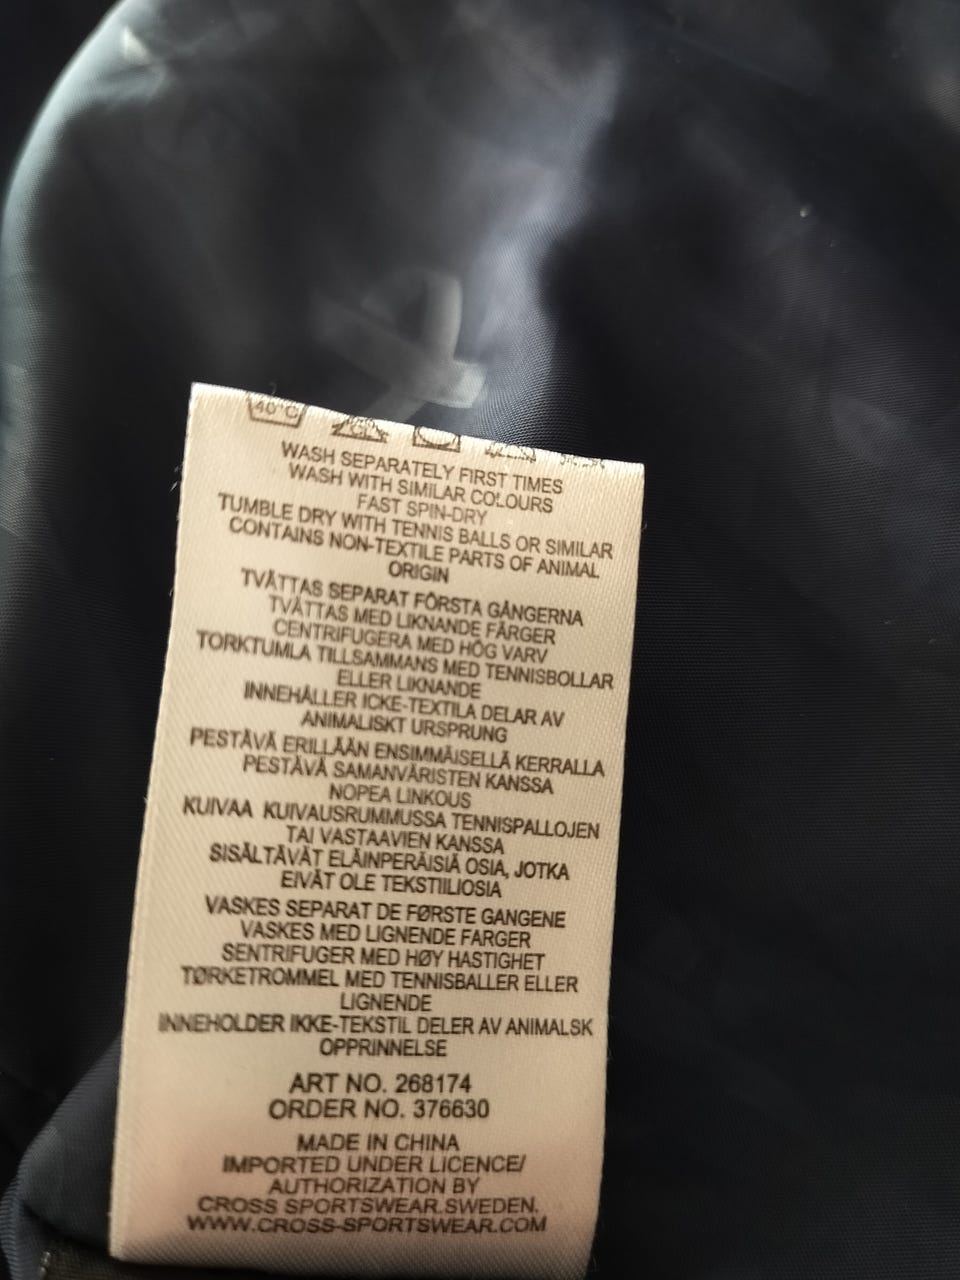 40°C
WASH SEPARATELY FIRST TIMES
WASH WITH SIMILAR COLOURS
FAST SPIN-DRY
TUMBLE DRY WITH TENNIS BALLS OR SIMILAR
CONTAINS NON-TEXTILE PARTS OF ANIMAL
ORIGIN
TVÄTTAS SEPARAT FÖRSTA GÅNGERNA
TVÄTTAS MED LIKNANDE FÄRGER
CENTRIFUGERA MED HÖG VARV
TORKTUMLA TILLSAMMANS MED TENNISBOLLAR
ELLER LIKNANDE
INNEHÅLLER ICKE-TEXTILA DELAR AV
ANIMALISKT URSPRUNG
PESTÄVÄ ERILLÄÄN ENSIMMÄISELLÄ KERRALLA
PESTÄVÄ SAMANVÄRISTEN KANSSA
NOPEA LINKOUS
KUIVAA KUIVAUSRUMMUSSA TENNISPALLOJEN
TAI VASTAAVIEN KANSSA
SISÄLTÄVÄT ELÄINPERÄISIÄ OSIA, JOTKA
EIVÄT OLE TEKSTIILIOSIA
VASKES SEPARAT DE FØRSTE GANGENE
VASKES MED LIGNENDE FARGER
SENTRIFUGER MED HØY HASTIGHET
TØRKETROMMEL MED TENNISBALLER ELLER
LIGNENDE
INNEHOLDER IKKE-TEKSTIL DELER AV ANIMALSK
OPPRINNELSE
ART NO. 268174
ORDER NO. 376630
MADE IN CHINA
IMPORTED UNDER LICENCE/
AUTHORIZATION BY
CROSS SPORTSWEAR.SWEDEN.
WWW.CROSS-SPORTSWEAR.COM